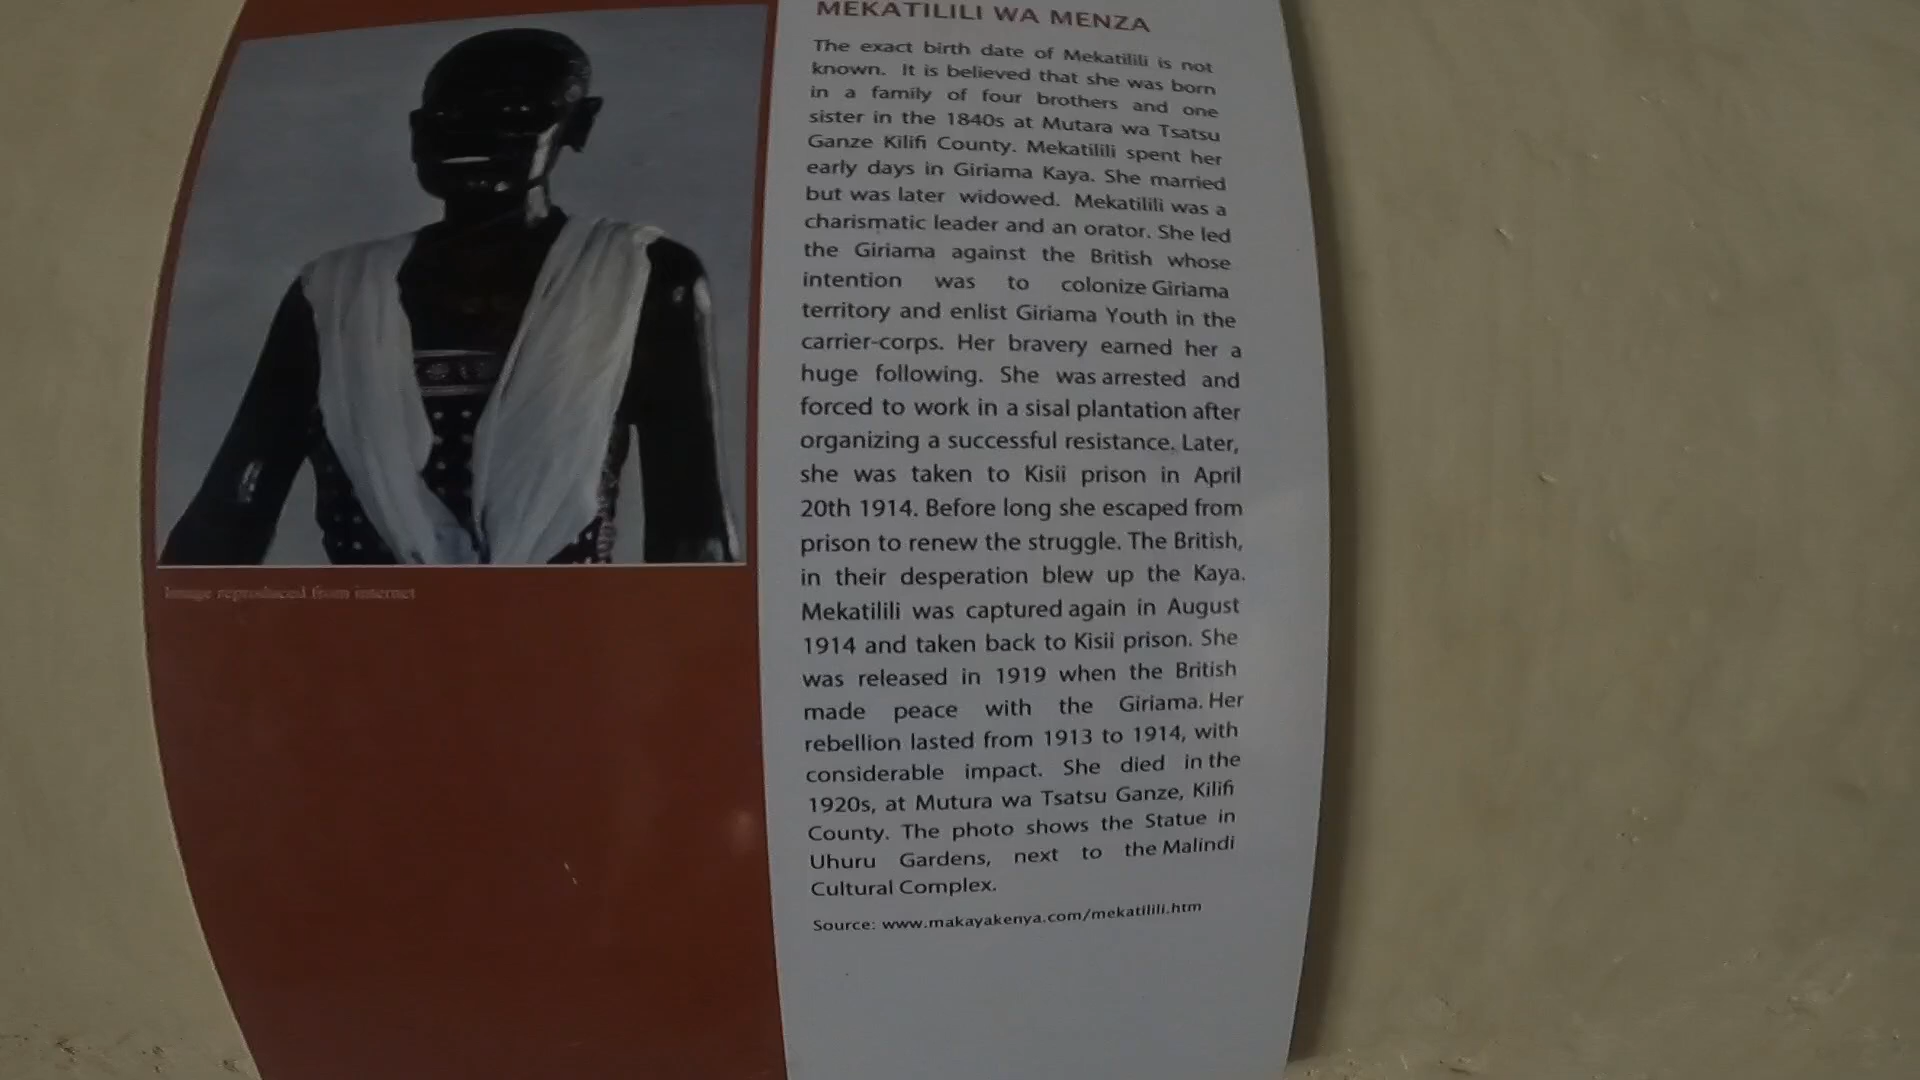 MEKATILILI WA MENZA
The exact birth date of Mekatilili is not
known. It is believed that she was born
in a family of four brothers and one
sister in the 1840s at Mutara wa Tsatsu
Ganze Kilifi County. Mekatilili spent her
early days in Giriama Kaya. She married
but was later widowed. Mekatilili was a
charismatic leader and an orator. She led
the Giriama against the British whose
intention was to colonize Giriama
territory and enlist Giriama Youth in the
carrier-corps. Her bravery earned her a
huge following. She was arrested and
forced to work in a sisal plantation after
organizing a successful resistance. Later,
she was taken to Kisii prison in April
20th 1914. Before long she escaped from
prison to renew the struggle. The British,
in their desperation blew up the Kaya.
Mekatilili was captured again in August
1914 and taken back to Kisii prison. She
was released in 1919 when the British
made peace with the Giriama. Her
rebellion lasted from 1913 to 1914, with
considerable impact. She died in the
1920s, at Mutura wa Tsatsu Ganze, Kilifi
County. The photo shows the Statue in
Uhuru Gardens, next to the Malindi
Cultural Complex.
Source: www.makayakenya.com/mekatilili.htm
Image reproduced from internet